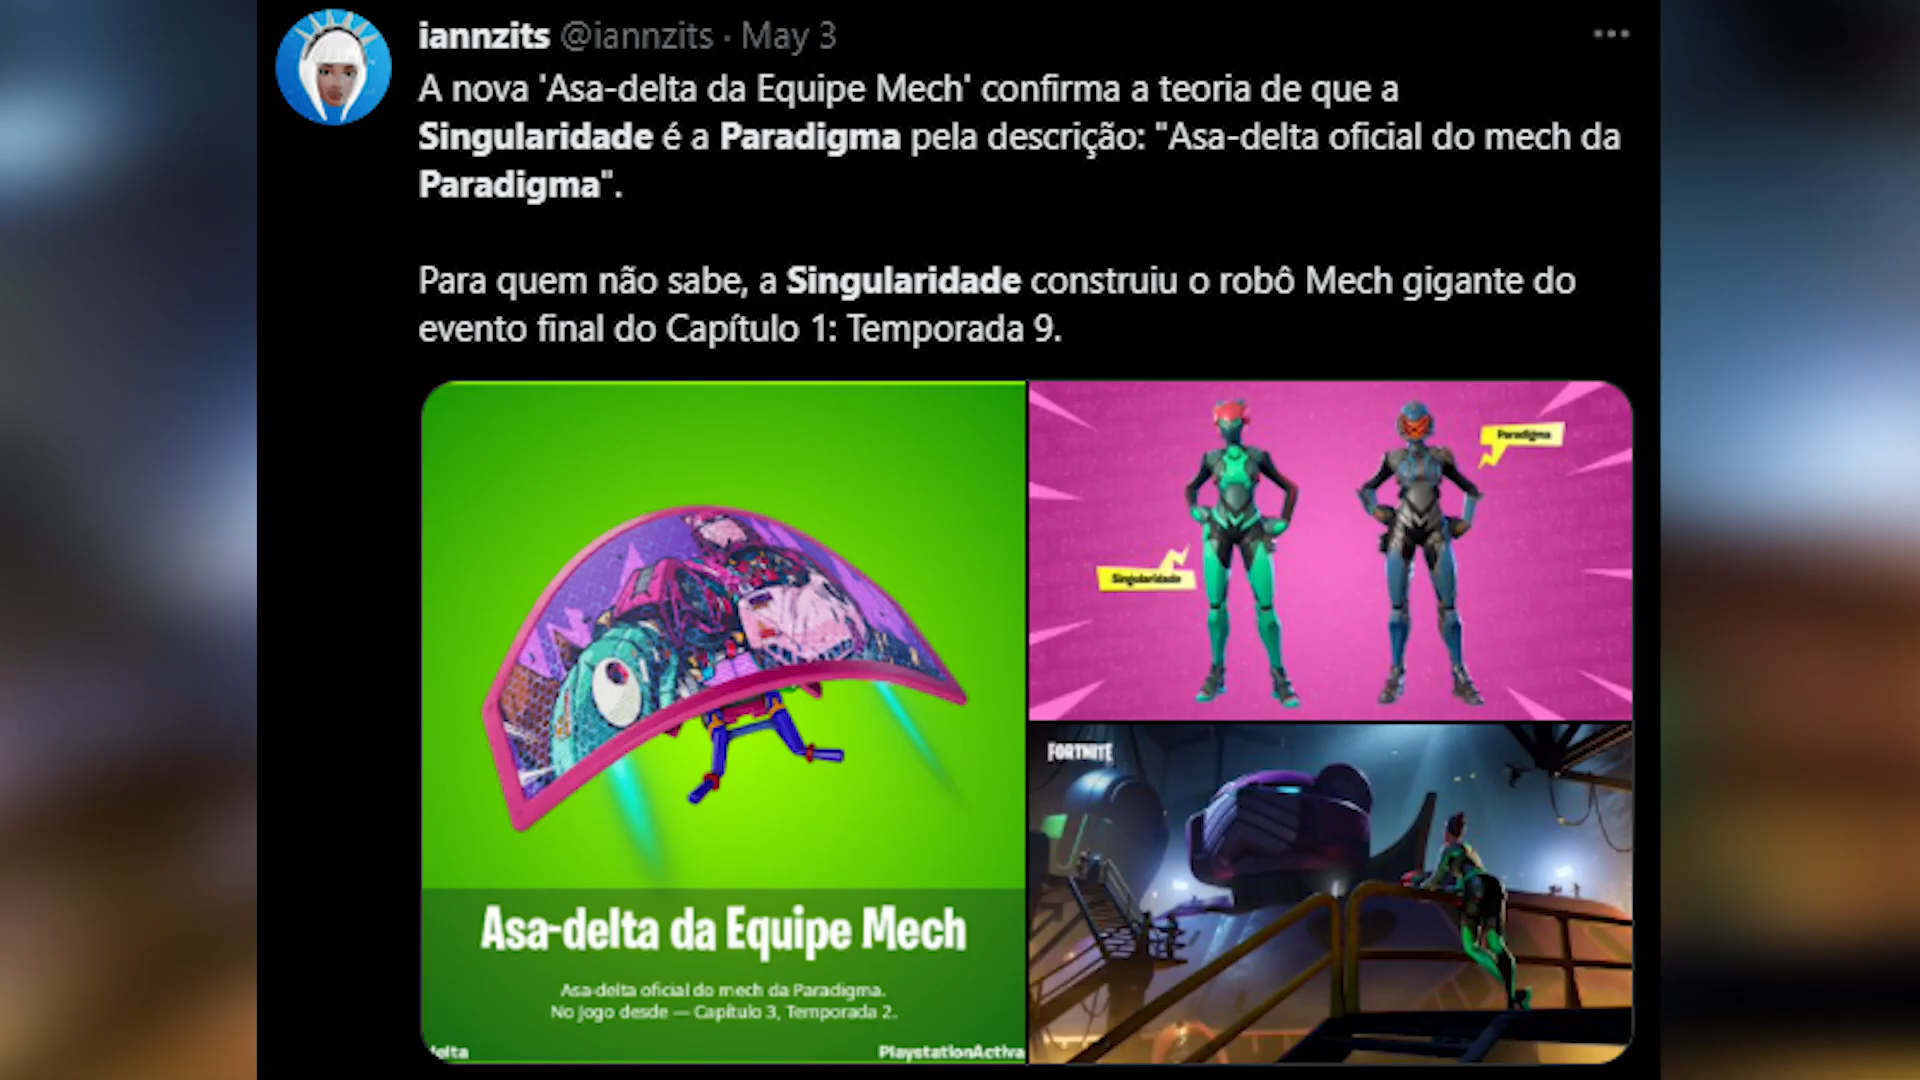 iannzits @iannzits · May 3
A nova 'Asa-delta da Equipe Mech' confirma a teoria de que a
Singularidade é a Paradigma pela descrição: "Asa-delta oficial do mech da
Paradigma".
Para quem não sabe, a Singularidade construiu o robô Mech gigante do
evento final do Capítulo 1: Temporada 9.
Paradigma
Singularidade
FORTNITE
Asa-delta da Equipe Mech
Asa-delta oficial do mech da Paradigma.
No jogo desde — Capítulo 3, Temporada 2.
delta
PlaystationActiva